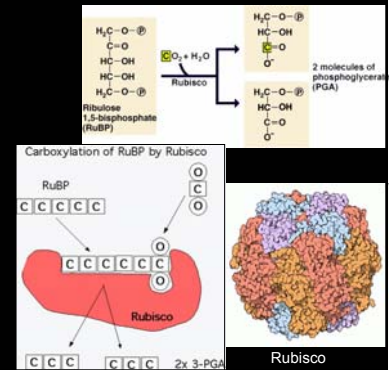 H₂C—O—Ⓟ
C=O
HC—OH
HC—OH
H₂C—O—Ⓟ
Ribulose
1,5-bisphosphate
(RuBP)
CO₂ + H₂O
Rubisco
H₂C—O—Ⓟ
HC—OH
C=O
O⁻
H₂C—O—Ⓟ
HC—OH
C=O
O⁻
2 molecules of
phosphoglycerate
(PGA)
Carboxylation of RuBP by Rubisco
RuBP
C C C C C
O
C
O
O
C C C C C C
O
Rubisco
C C C
C C C
2x 3-PGA
Rubisco